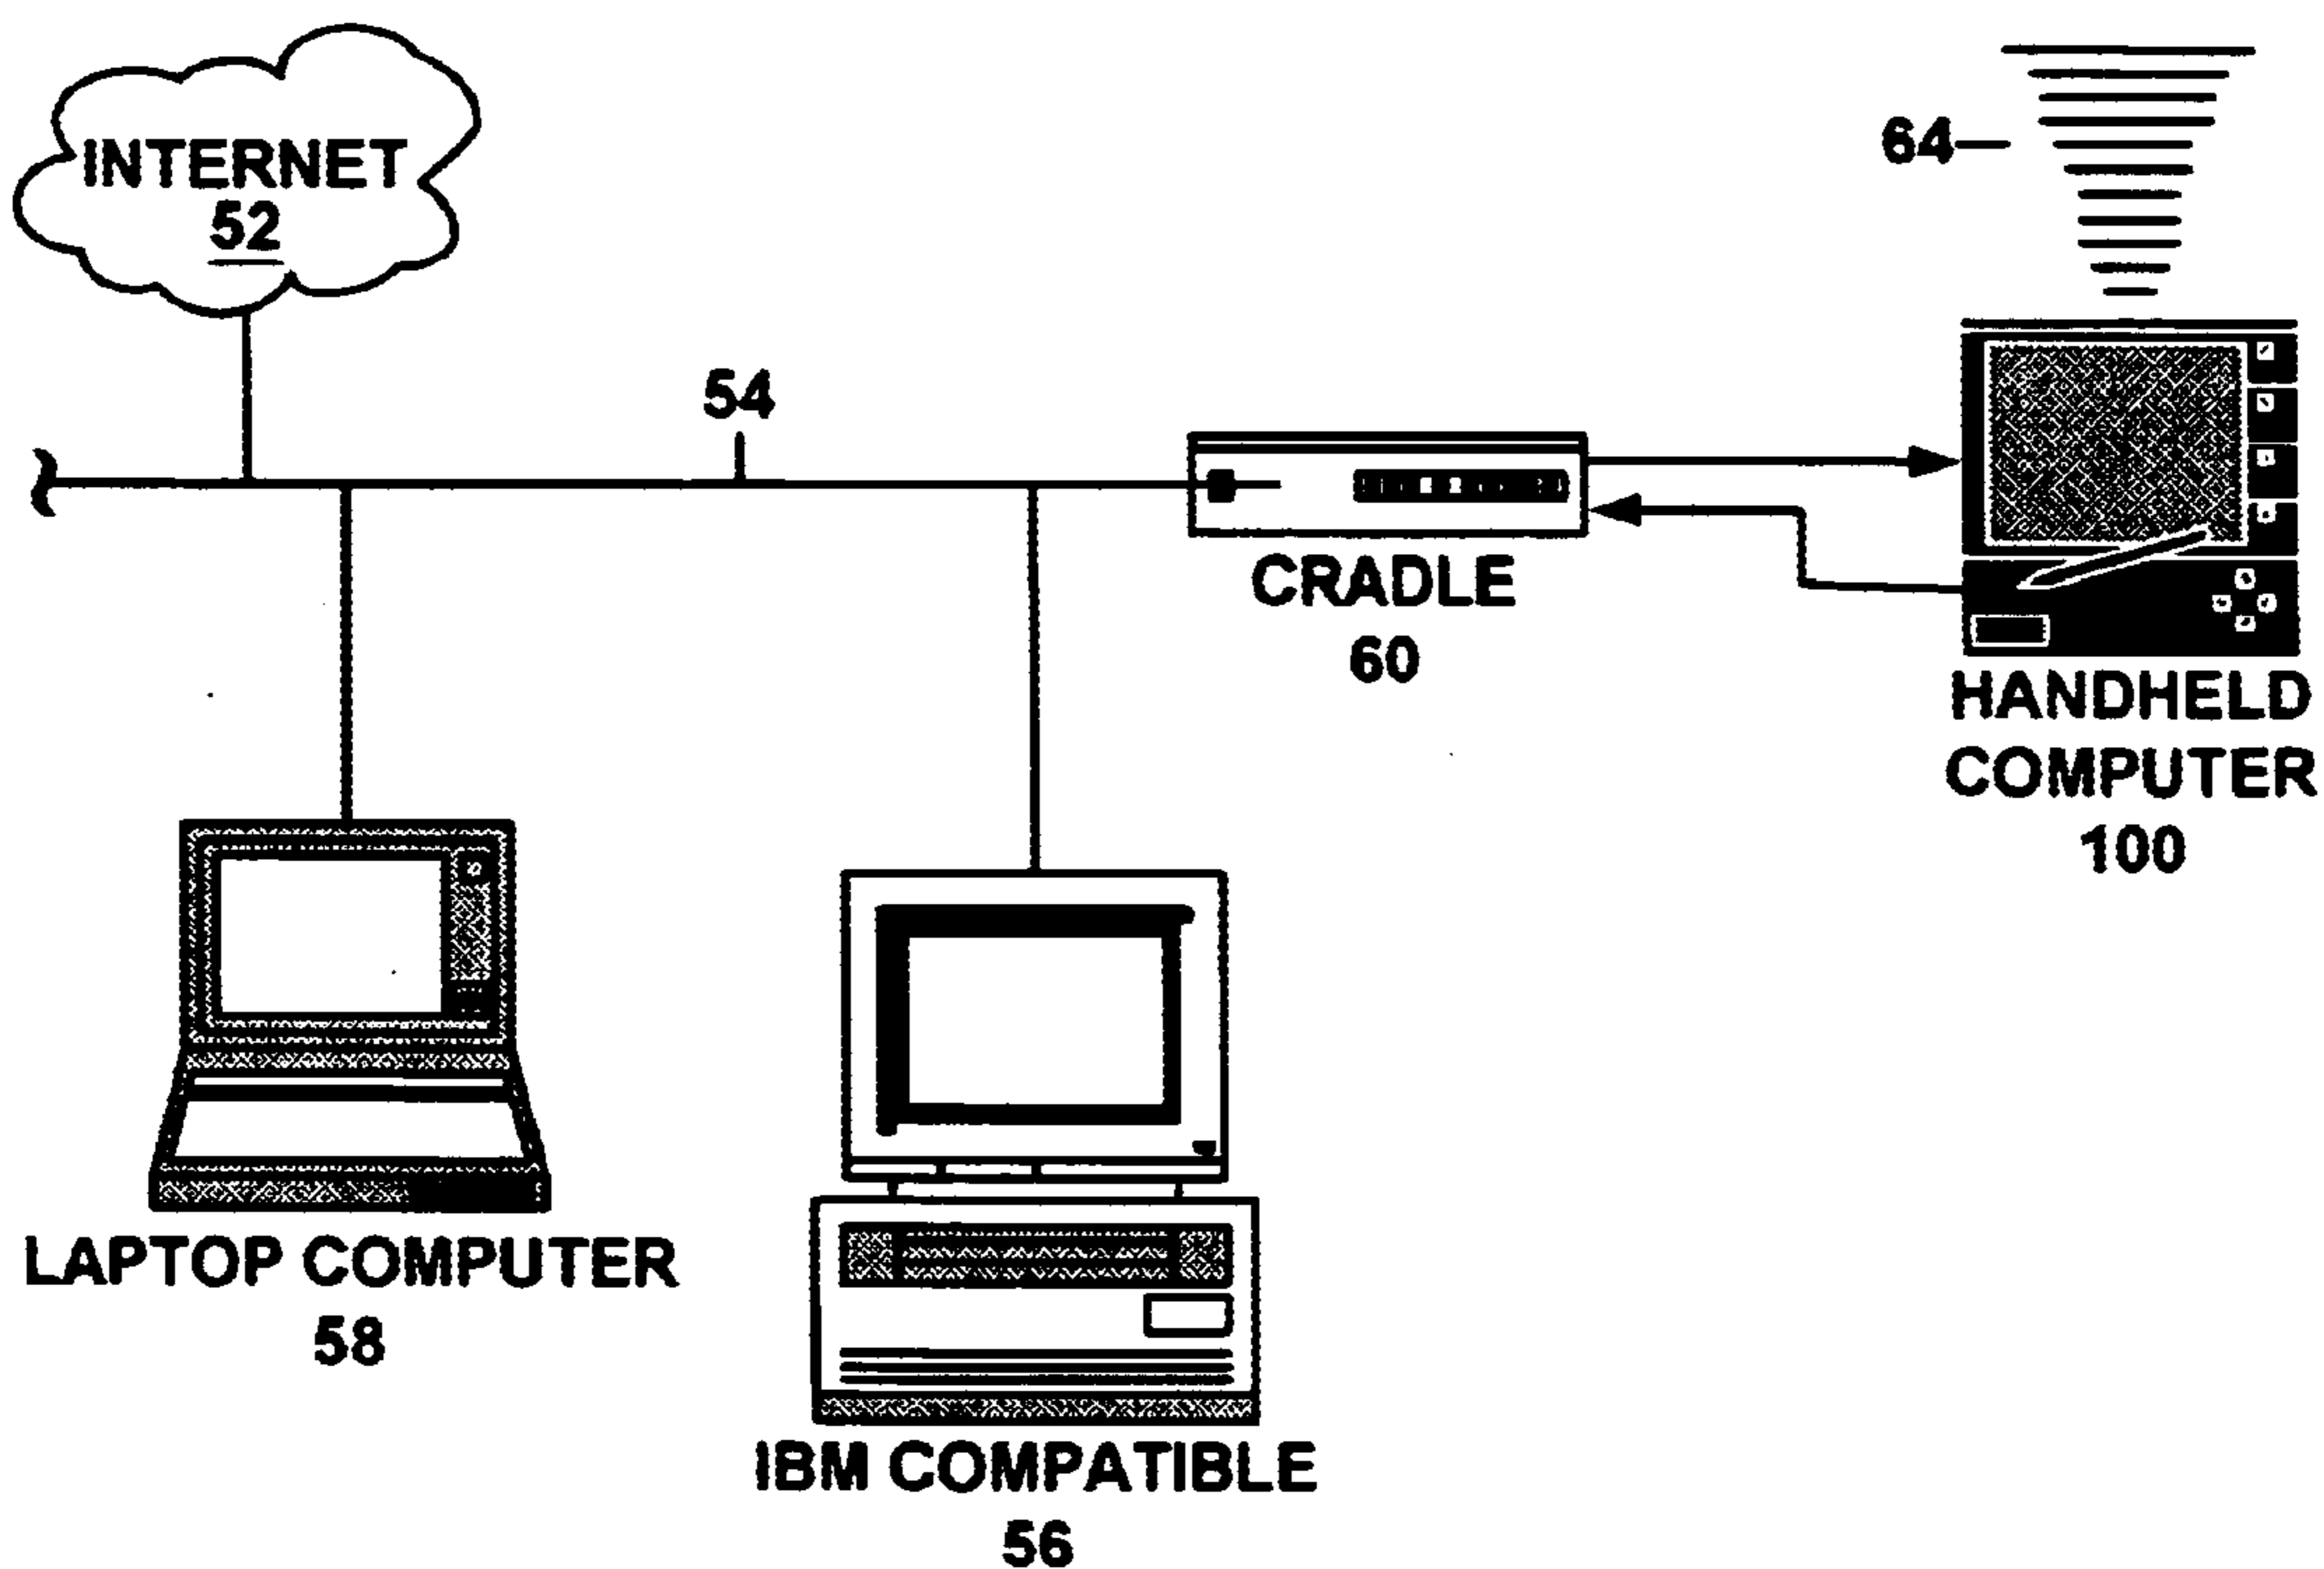 INTERNET
52
64
54
CRADLE
60
HANDHELD
COMPUTER
100
LAPTOP COMPUTER
58
IBM COMPATIBLE
56